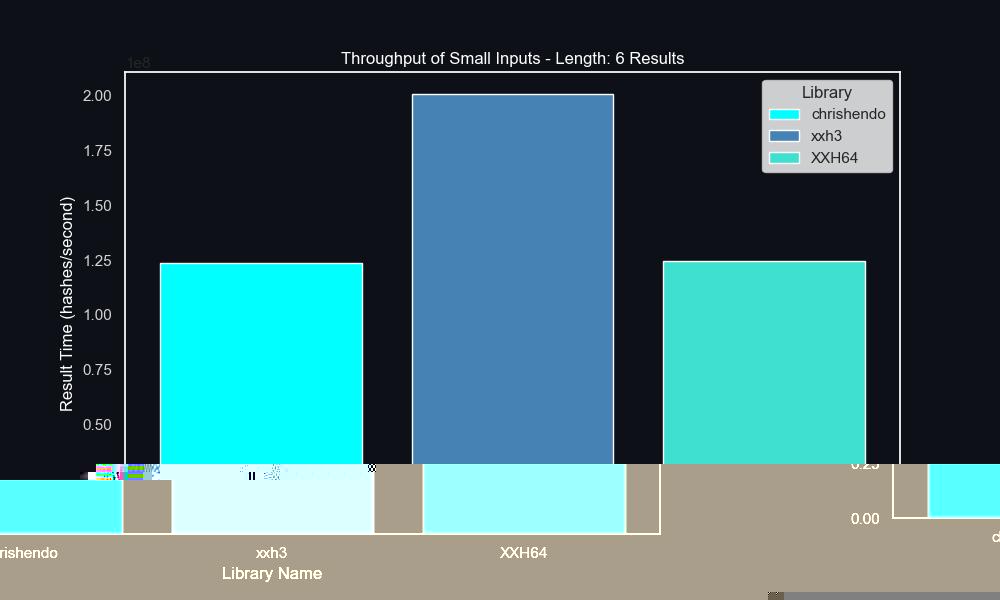 1e8
Throughput of Small Inputs - Length: 6 Results
Library
chrishendo
xxh3
XXH64
2.00
1.75
1.50
1.25
1.00
0.75
0.50
Result Time (hashes/second)
0.25
0.00
rishendo
xxh3
XXH64
c
Library Name